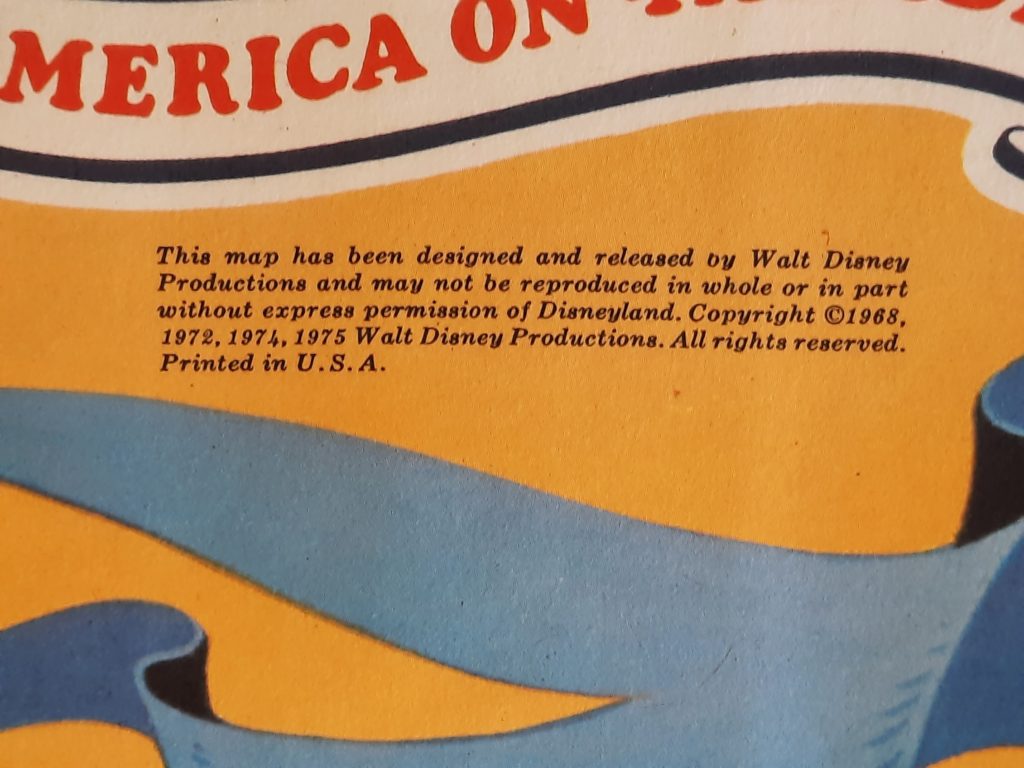 MERICA ON
This map has been designed and released by Walt Disney
Productions and may not be reproduced in whole or in part
without express permission of Disneyland. Copyright ©1968,
1972, 1974, 1975 Walt Disney Productions. All rights reserved.
Printed in U.S.A.